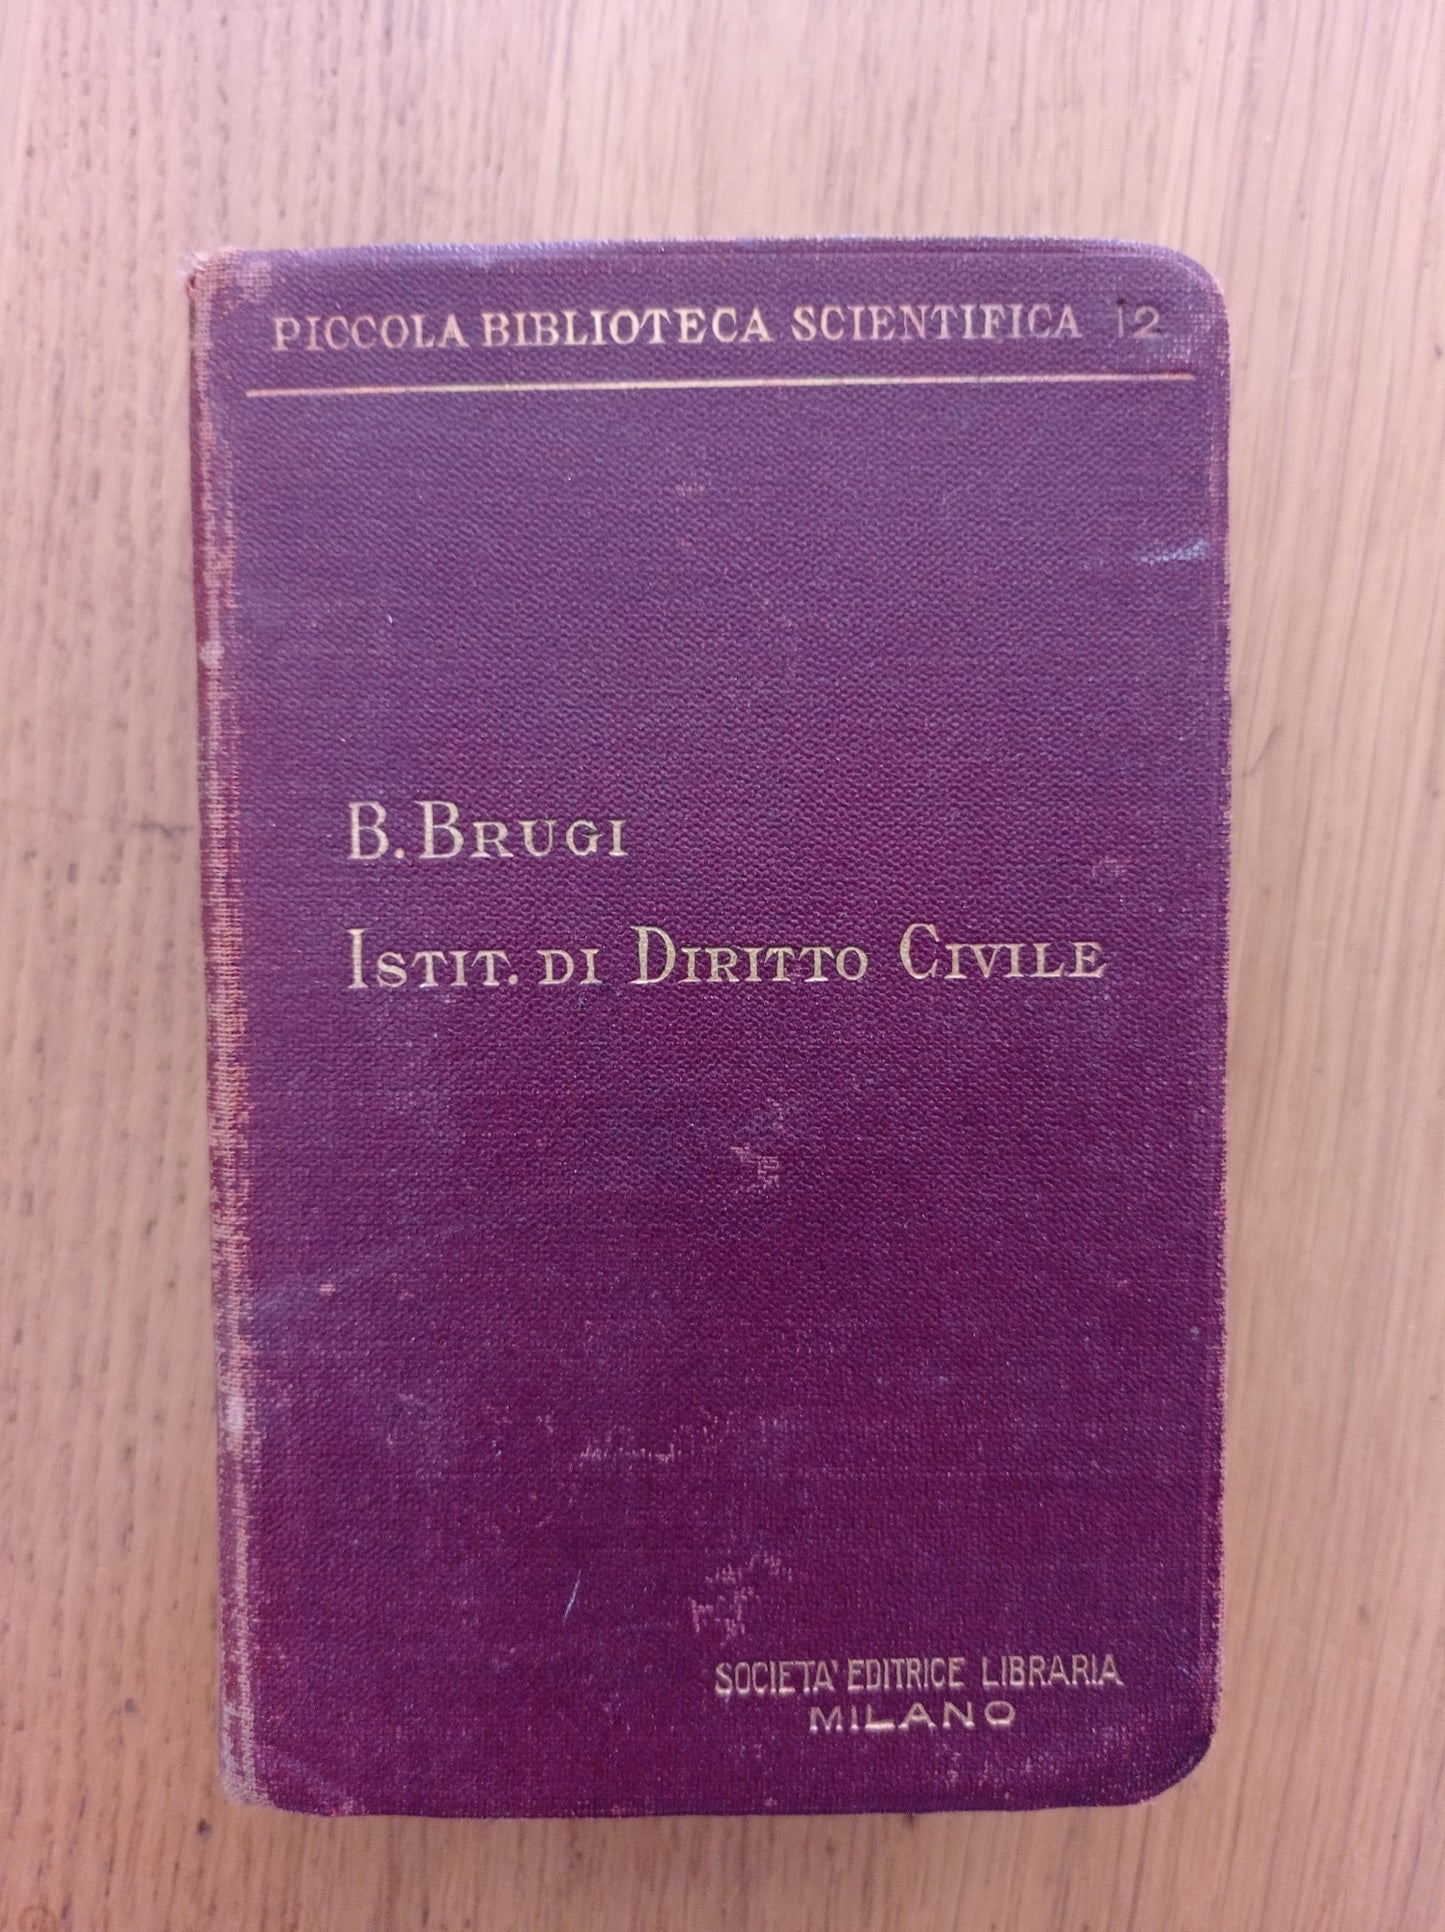 PICCOLA BIBLIOTECA SCIENTIFICA 12
B. BRUGI
ISTIT. DI DIRITTO CIVILE
SOCIETA' EDITRICE LIBRARIA
MILANO